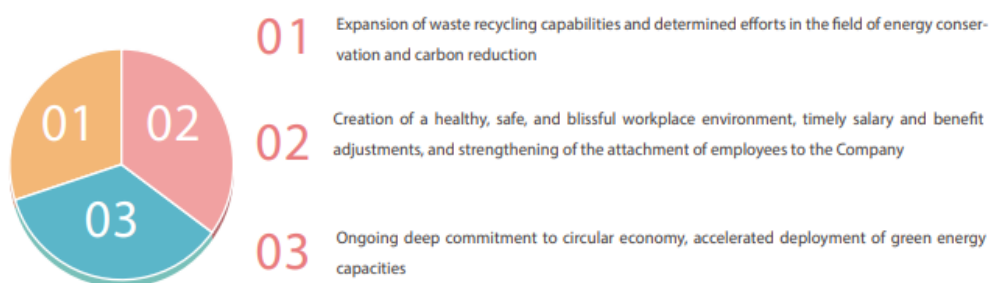 01 02
03
01
Expansion of waste recycling capabilities and determined efforts in the field of energy conser-
vation and carbon reduction
02
Creation of a healthy, safe, and blissful workplace environment, timely salary and benefit
adjustments, and strengthening of the attachment of employees to the Company
03
Ongoing deep commitment to circular economy, accelerated deployment of green energy
capacities